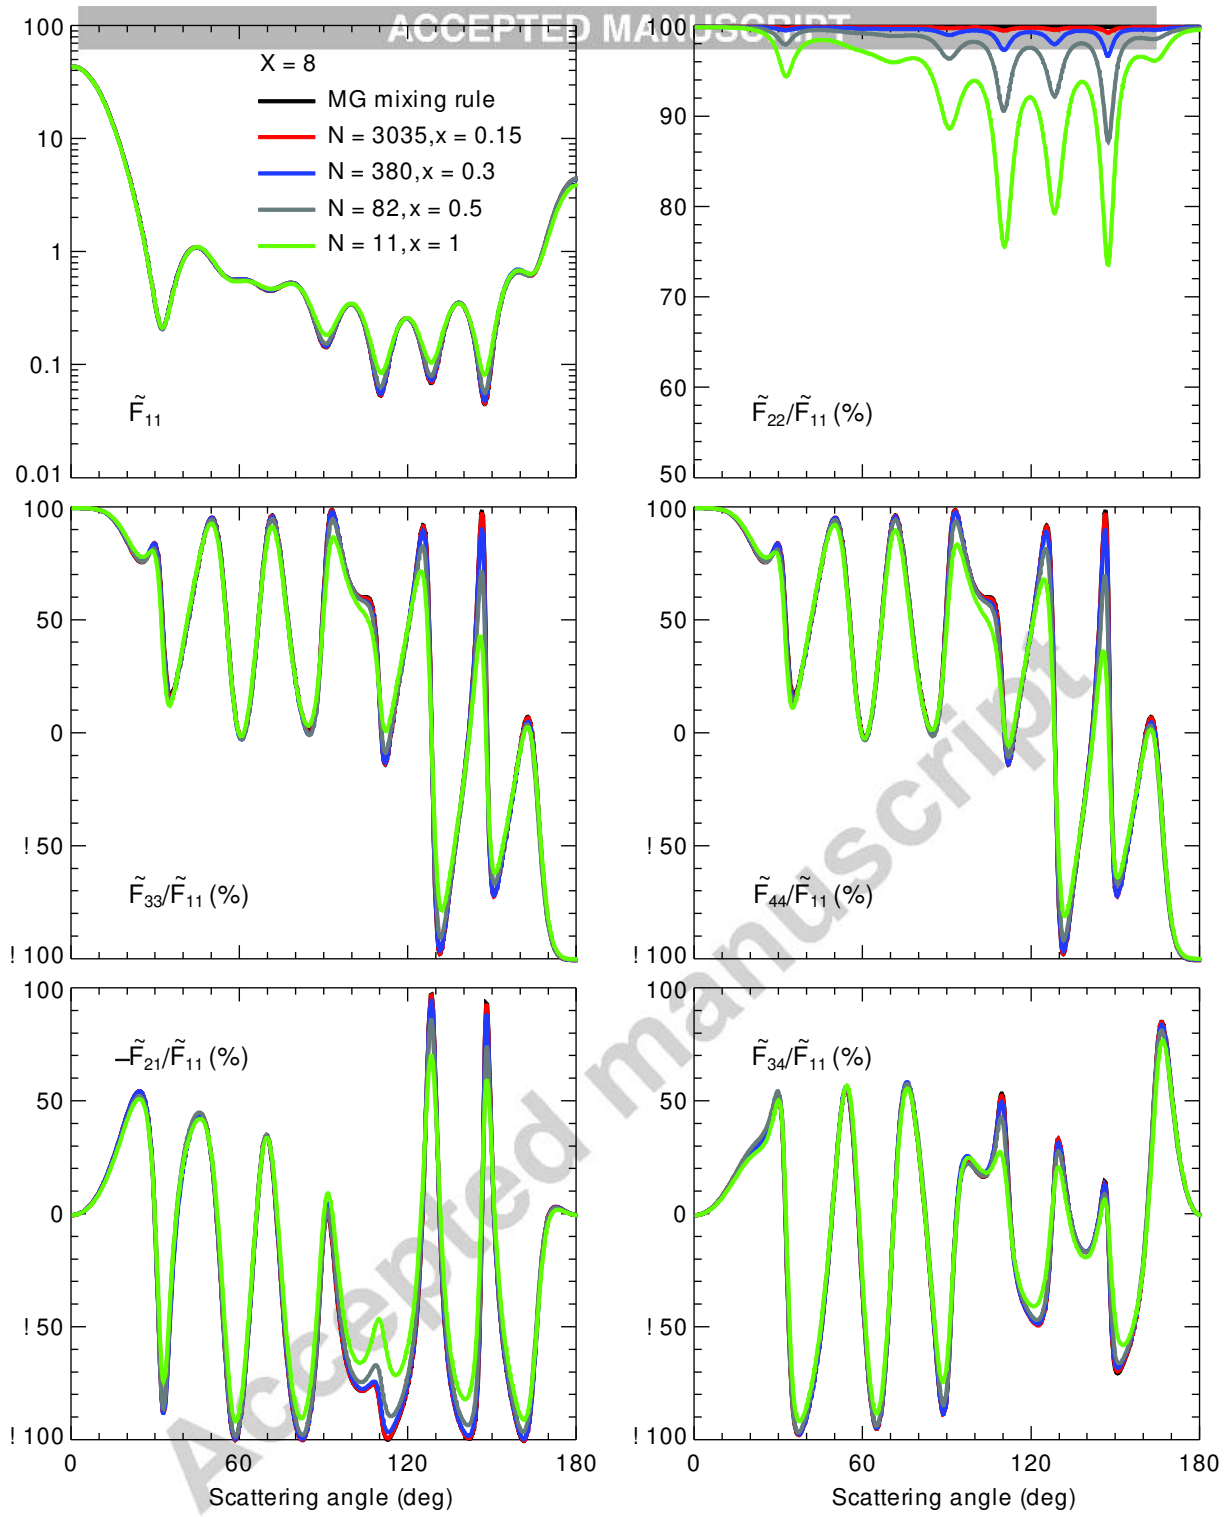 ACCEPTED MANUSCRIPT
X = 8
MG mixing rule
N = 3035, x = 0.15
N = 380, x = 0.3
N = 82, x = 0.5
N = 11, x = 1
100
10
1
0.1
0.01
F̃11
100
90
80
70
60
50
F̃22/F̃11 (%)
100
50
0
! 50
! 100
F̃33/F̃11 (%)
100
50
0
! 50
! 100
F̃44/F̃11 (%)
100
50
0
! 50
! 100
–F̃21/F̃11 (%)
0 60 120 180
Scattering angle (deg)
100
50
0
! 50
! 100
F̃34/F̃11 (%)
0 60 120 180
Scattering angle (deg)
Accepted manuscript